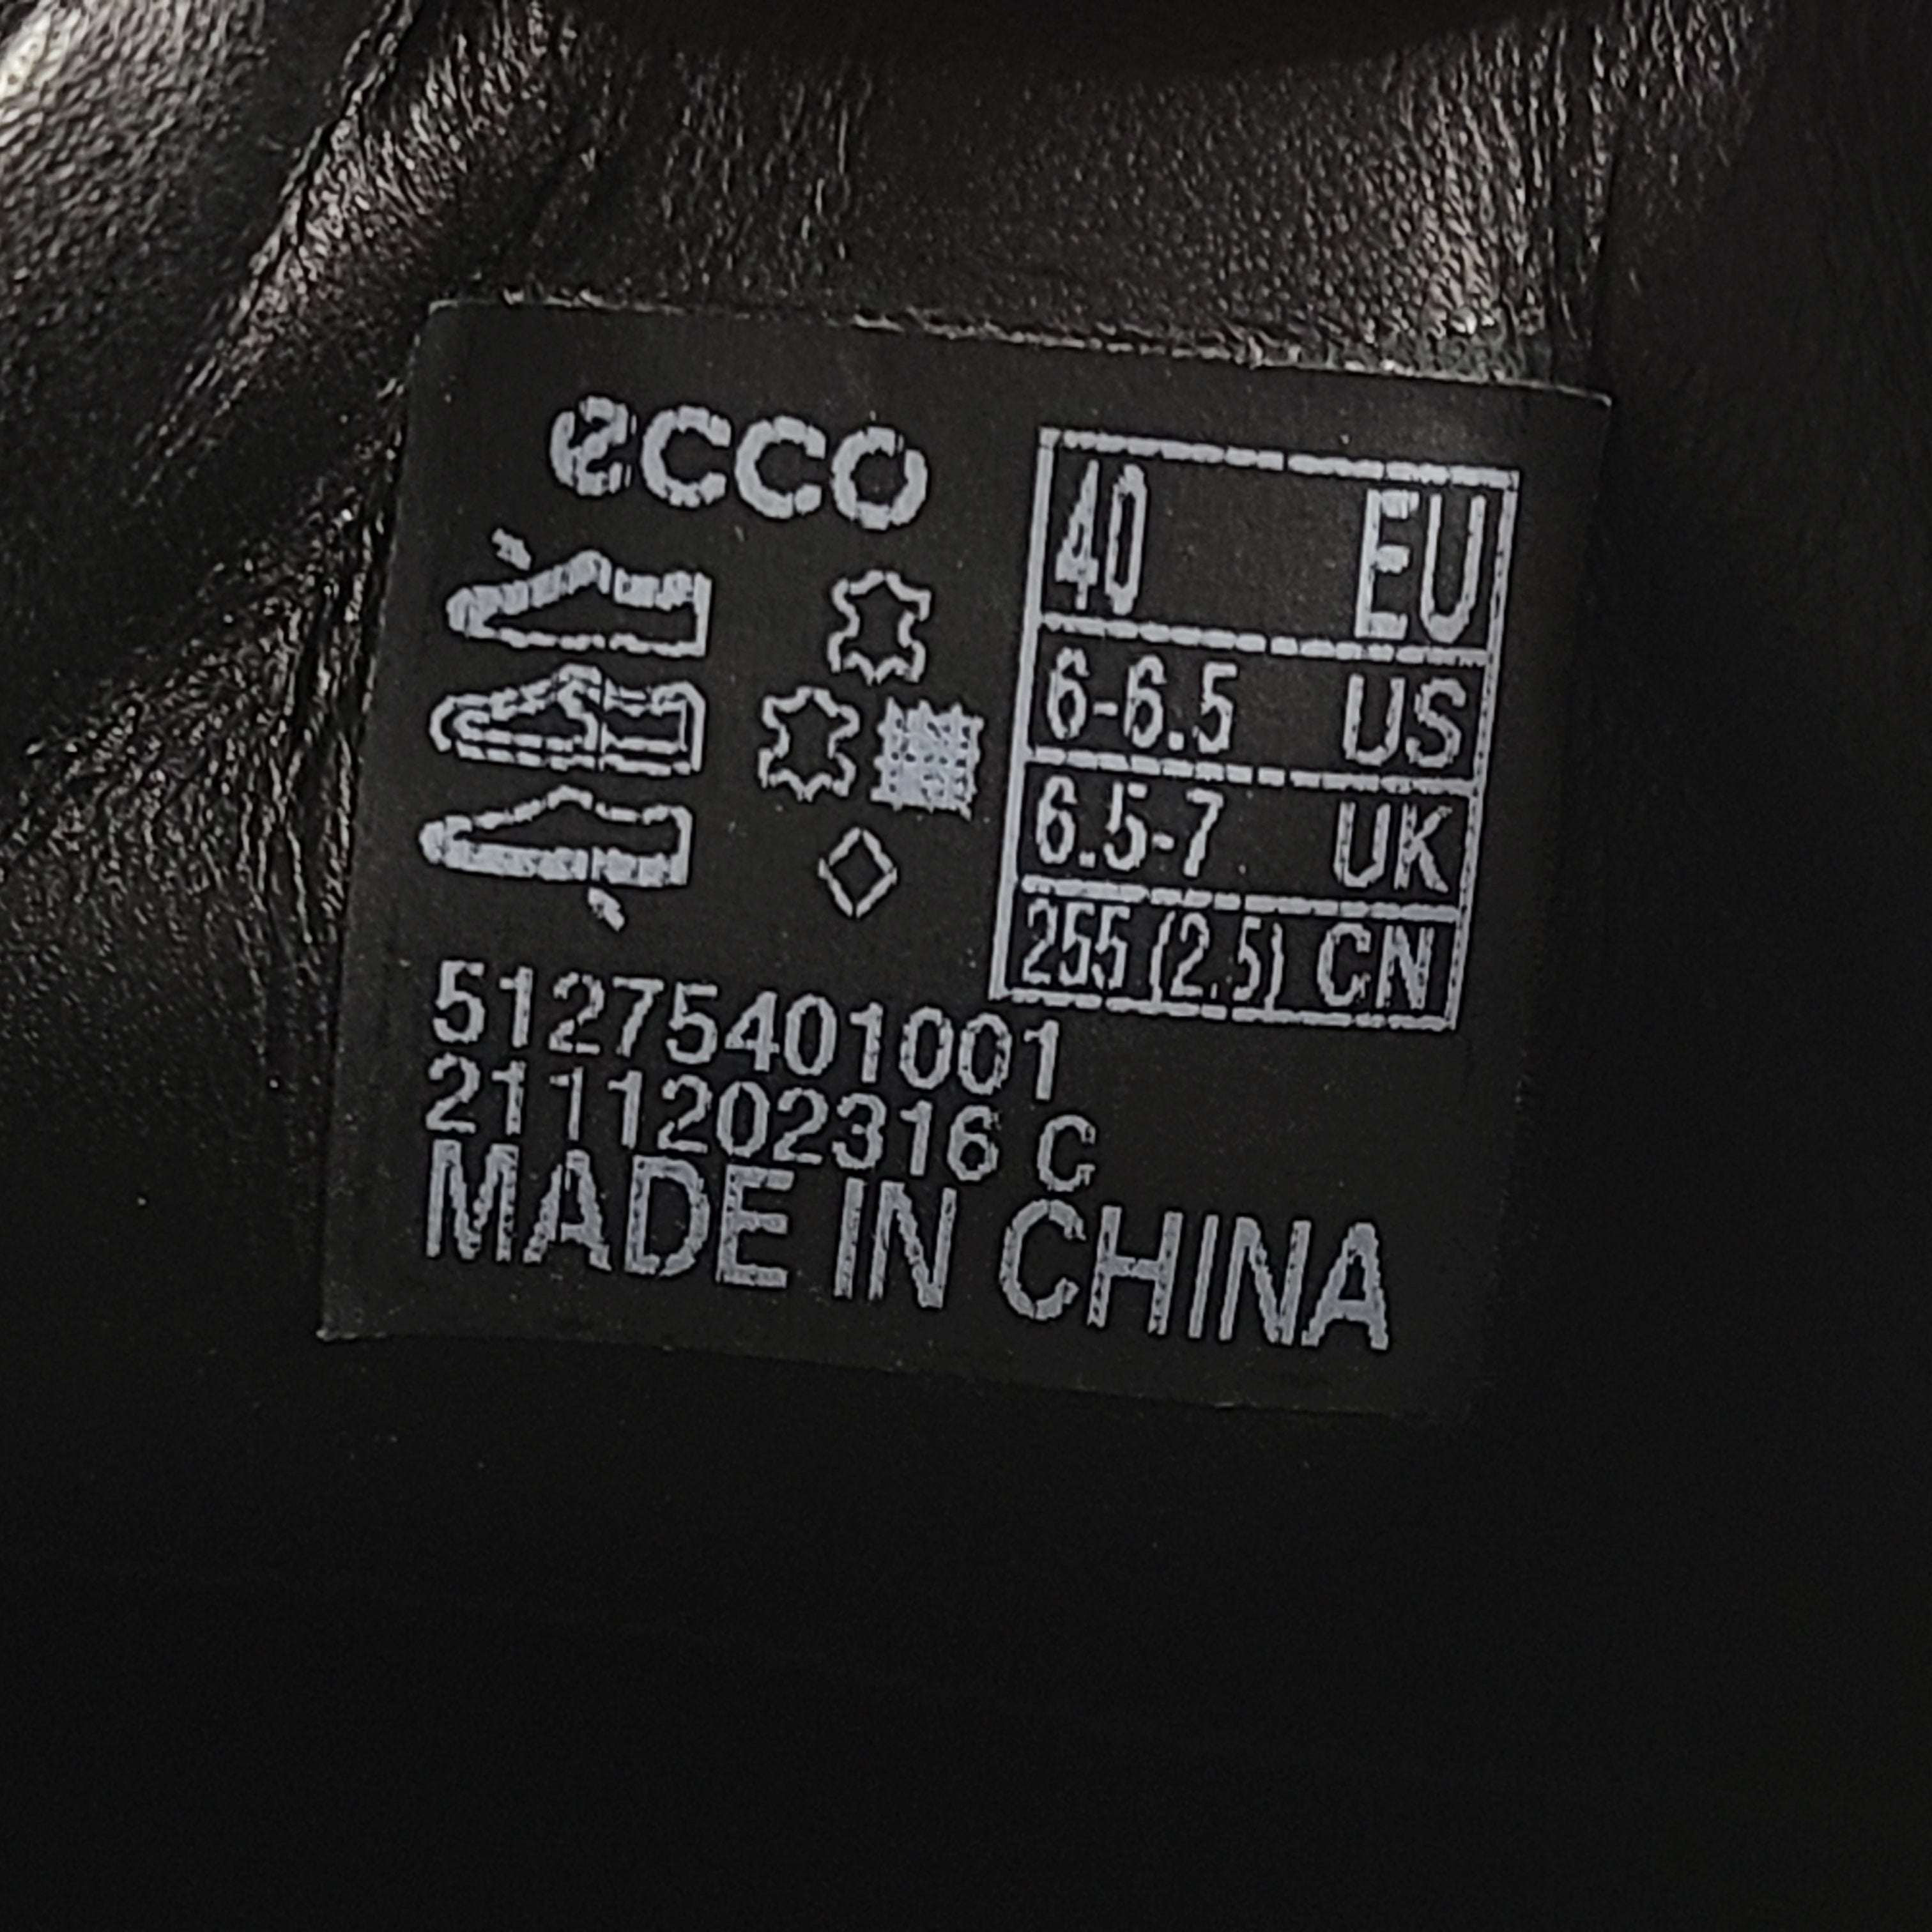 ecco
40 EU
6-6.5 US
6.5-7 UK
255 (2.5) CN
51275401001
2111202316 C
MADE IN CHINA